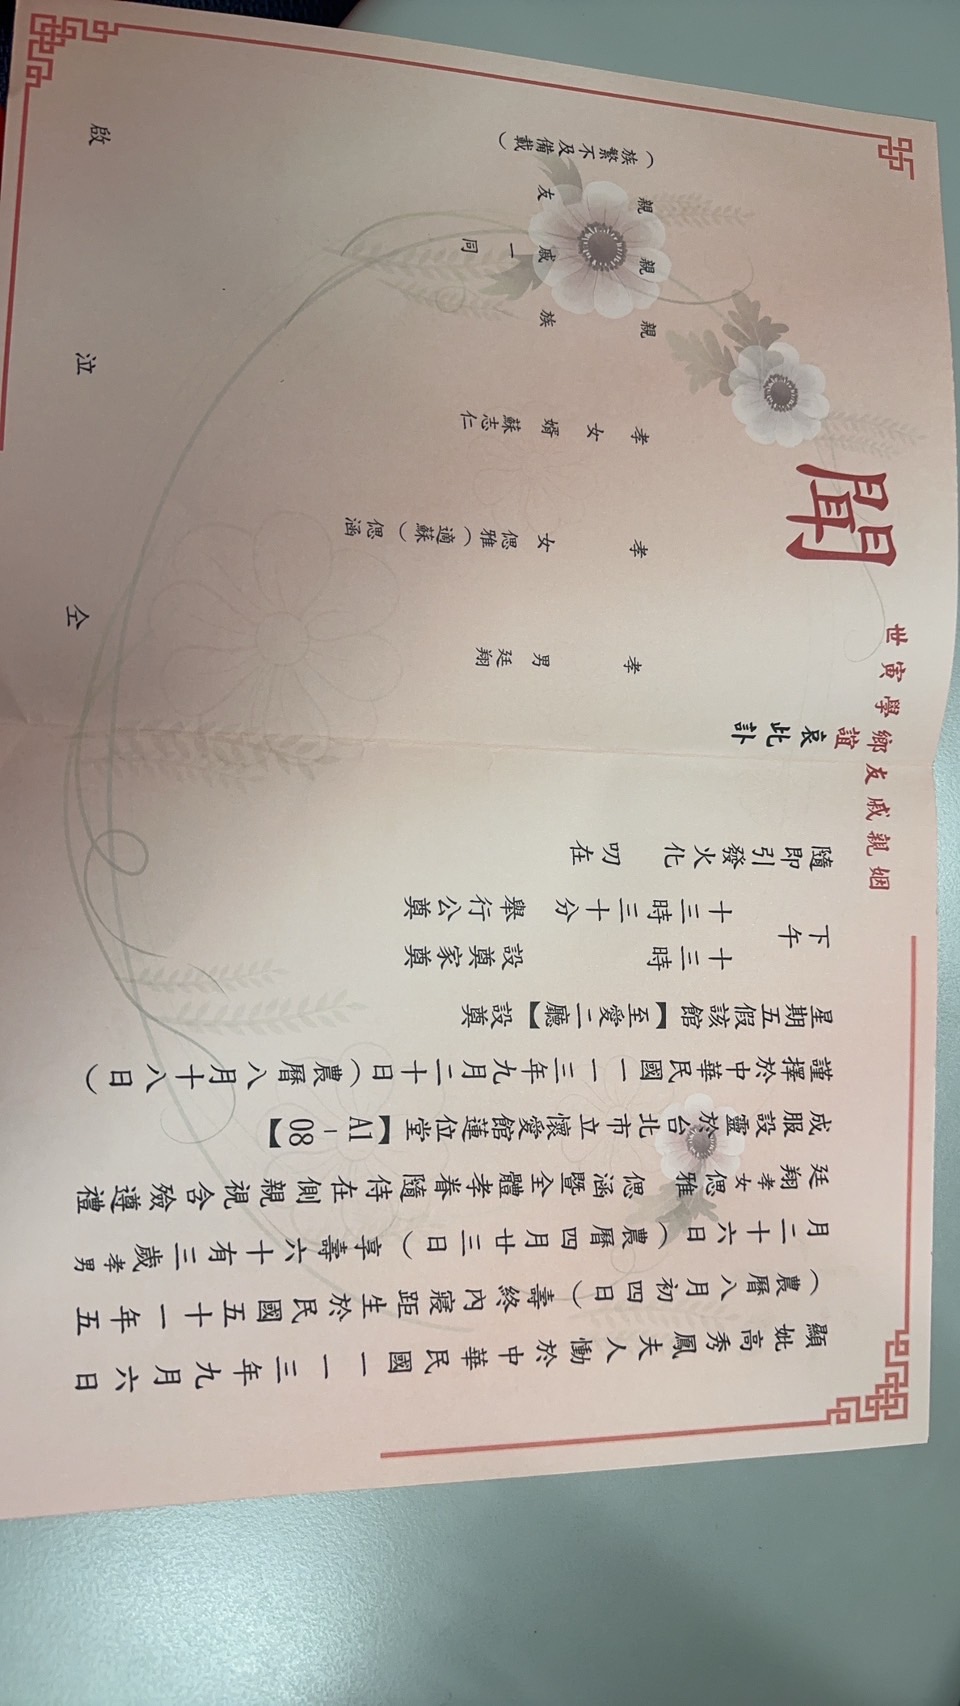 顯妣高秀鳳夫人慟於中華民國一一三年九月六日
(農曆八月初四日)壽終內寢距生於民國五十一年五
月二十六日(農曆四月廿三日)享壽六十有三歲孝男
廷翔孝女偲雅偲涵暨全體孝眷隨侍在側親視含殮遵禮
成服設靈於台北市立懷愛館蓮位堂【A1-08】
謹擇於中華民國一一三年九月二十日(農曆八月十八日)
星期五假該館【至愛二廳】設奠
下午
十三時 設奠家奠
十三時三十分 舉行公奠
隨即引發火化 叨在
姻親戚友鄉學寅世
誼哀此訃
聞
孝男 廷翔
孝女 偲雅(適蘇) 偲涵
孝女婿 蘇志仁
親族
親戚 一同
親友
(族繁不及備載)
仝泣啟